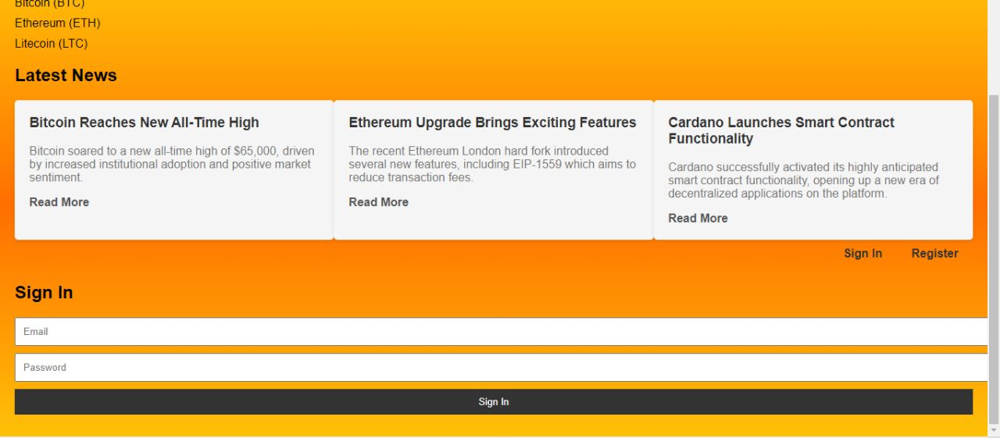 Bitcoin (BTC)
Ethereum (ETH)
Litecoin (LTC)
Latest News
Bitcoin Reaches New All-Time High
Bitcoin soared to a new all-time high of $65,000, driven
by increased institutional adoption and positive market
sentiment.
Read More
Ethereum Upgrade Brings Exciting Features
The recent Ethereum London hard fork introduced
several new features, including EIP-1559 which aims to
reduce transaction fees.
Read More
Cardano Launches Smart Contract
Functionality
Cardano successfully activated its highly anticipated
smart contract functionality, opening up a new era of
decentralized applications on the platform.
Read More
Sign In
Register
Sign In
Email
Password
Sign In